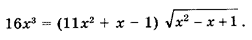 16x³ = (11x² + x - 1) √x² - x + 1 .